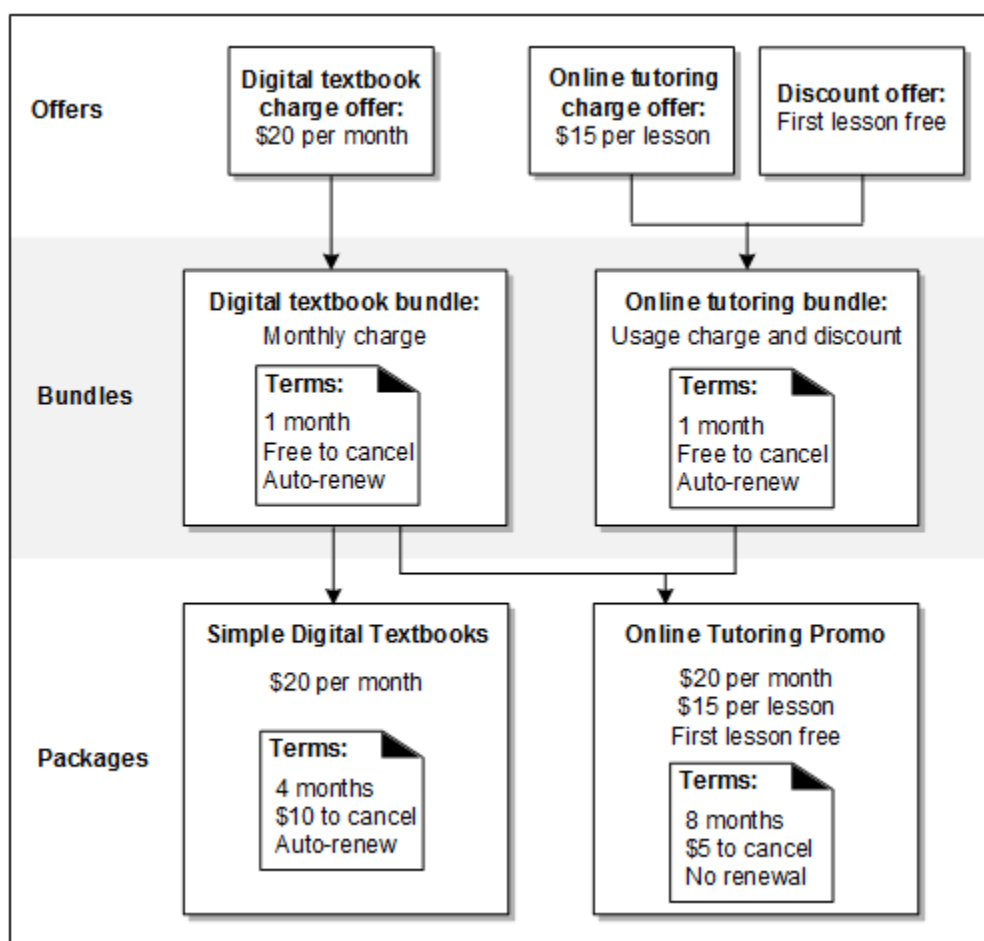 Offers
Digital textbook
charge offer:
$20 per month
Online tutoring
charge offer:
$15 per lesson
Discount offer:
First lesson free
Bundles
Digital textbook bundle:
Monthly charge
Terms:
1 month
Free to cancel
Auto-renew
Online tutoring bundle:
Usage charge and discount
Terms:
1 month
Free to cancel
Auto-renew
Packages
Simple Digital Textbooks
$20 per month
Terms:
4 months
$10 to cancel
Auto-renew
Online Tutoring Promo
$20 per month
$15 per lesson
First lesson free
Terms:
8 months
$5 to cancel
No renewal